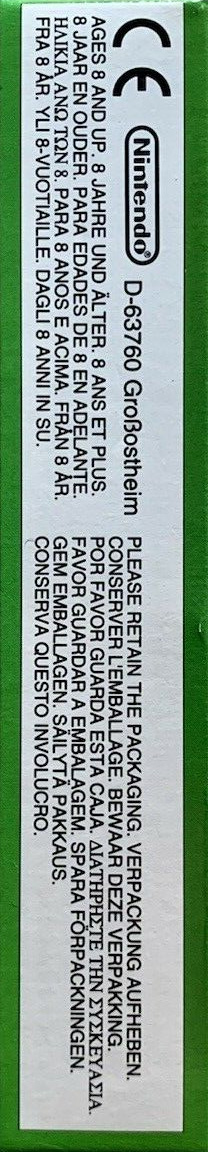 CE Nintendo® D-63760 Großostheim
AGES 8 AND UP. 8 JAHRE UND ÄLTER. 8 ANS ET PLUS.
8 JAAR EN OUDER. PARA EDADES DE 8 EN ADELANTE.
ΗΛΙΚΙΑ ΑΝΩ ΤΩΝ 8. PARA 8 ANOS E ACIMA. FRÅN 8 ÅR.
FRA 8 ÅR. YLI 8-VUOTIAILLE. DAGLI 8 ANNI IN SU.
PLEASE RETAIN THE PACKAGING. VERPACKUNG AUFHEBEN.
CONSERVER L'EMBALLAGE. BEWAAR DEZE VERPAKKING.
POR FAVOR GUARDA ESTA CAJA. ΔΙΑΤΗΡΗΣΤΕ ΤΗΝ ΣΥΣΚΕΥΑΣΙΑ.
FAVOR GUARDAR A EMBALAGEM. SPARA FÖRPACKNINGEN.
GEM EMBALLAGEN. SÄILYTÄ PAKKAUS.
CONSERVA QUESTO INVOLUCRO.